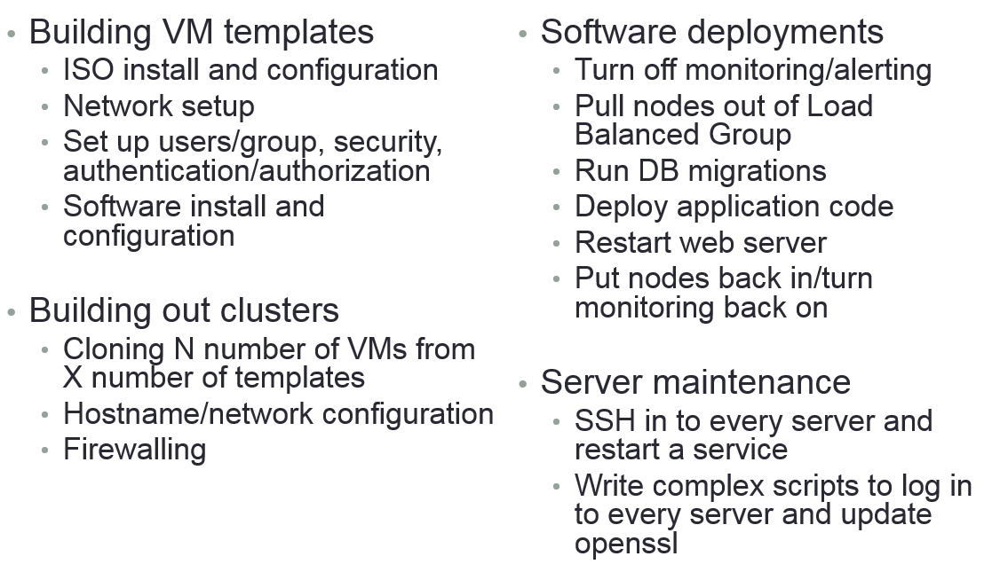 • Building VM templates
• ISO install and configuration
• Network setup
• Set up users/group, security,
authentication/authorization
• Software install and
configuration
• Building out clusters
• Cloning N number of VMs from
X number of templates
• Hostname/network configuration
• Firewalling
• Software deployments
• Turn off monitoring/alerting
• Pull nodes out of Load
Balanced Group
• Run DB migrations
• Deploy application code
• Restart web server
• Put nodes back in/turn
monitoring back on
• Server maintenance
• SSH in to every server and
restart a service
• Write complex scripts to log in
to every server and update
openssl